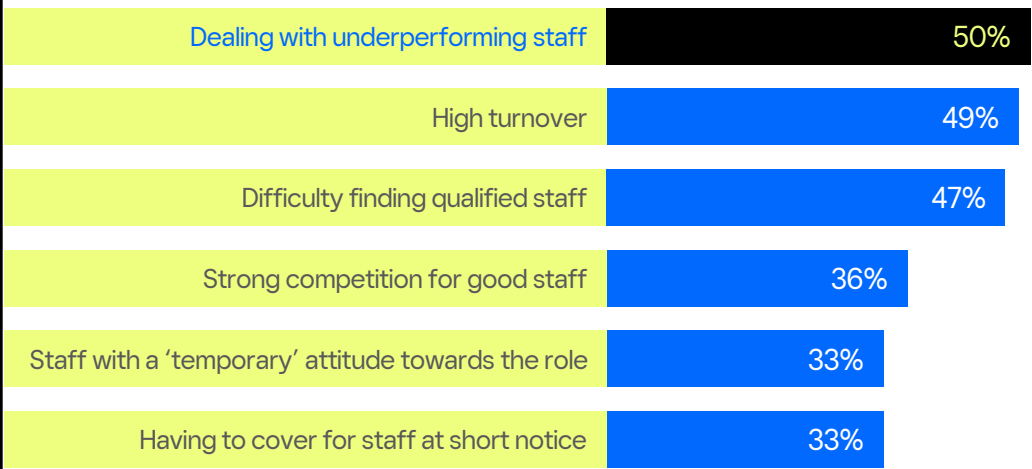 Dealing with underperforming staff 50%
High turnover 49%
Difficulty finding qualified staff 47%
Strong competition for good staff 36%
Staff with a ‘temporary’ attitude towards the role 33%
Having to cover for staff at short notice 33%